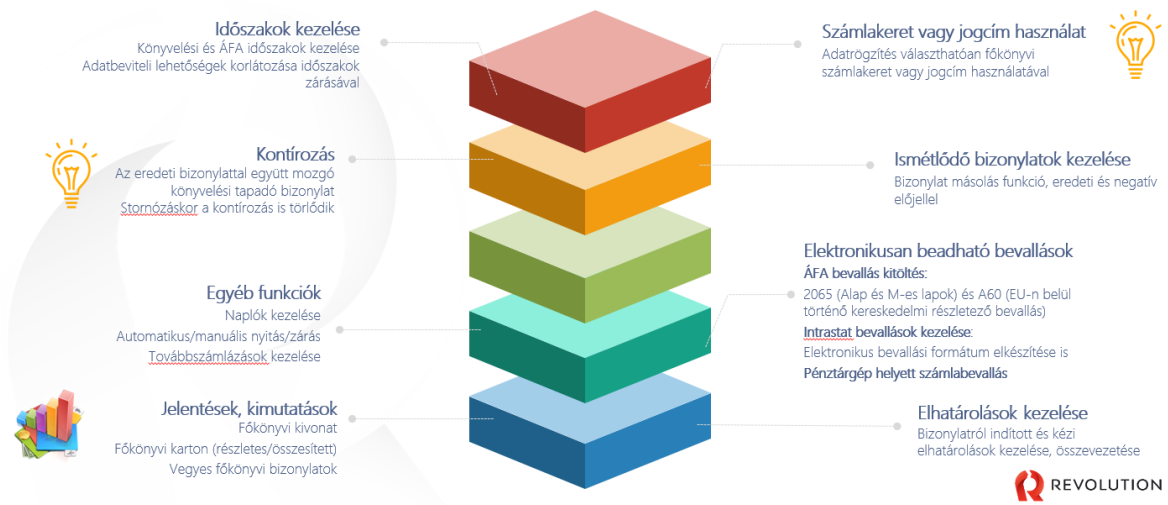 Időszakok kezelése
Könyvelési és ÁFA időszakok kezelése
Adatbeviteli lehetőségek korlátozása időszakok
zárásával
Kontírozás
Az eredeti bizonylattal együtt mozgó
könyvelési tapadó bizonylat
Stornózáskor a kontírozás is törlődik
Egyéb funkciók
Naplók kezelése
Automatikus/manuális nyitás/zárás
Továbbszámlázások kezelése
Jelentések, kimutatások
Főkönyvi kivonat
Főkönyvi karton (részletes/összesített)
Vegyes főkönyvi bizonylatok
Számlakeret vagy jogcím használat
Adatrögzítés választhatóan főkönyvi
számlakeret vagy jogcím használatával
Ismétlődő bizonylatok kezelése
Bizonylat másolás funkció, eredeti és negatív
előjellel
Elektronikusan beadható bevallások
ÁFA bevallás kitöltés:
2065 (Alap és M-es lapok) és A60 (EU-n belül
történő kereskedelmi részletező bevallás)
Intrastat bevallások kezelése:
Elektronikus bevallási formátum elkészítése is
Pénztárgép helyett számlabevallás
Elhatárolások kezelése
Bizonylatról indított és kézi
elhatárolások kezelése, összevezetése
REVOLUTION